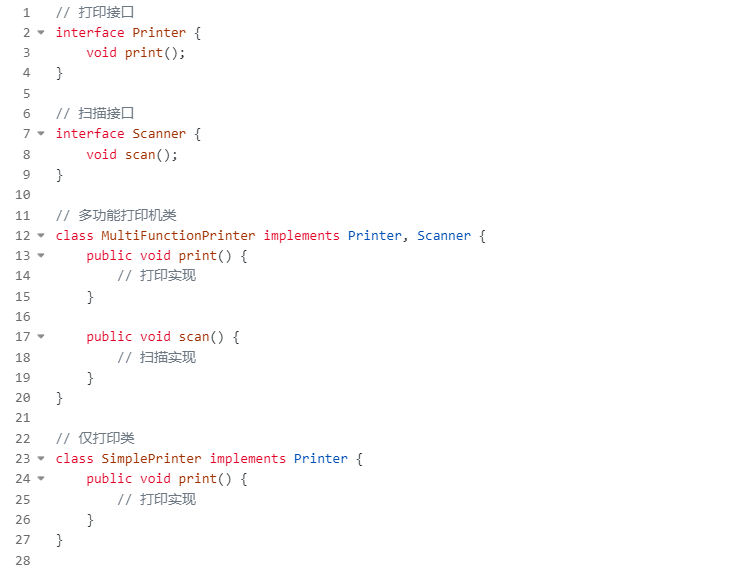 1 // 打印接口
2 interface Printer {
3     void print();
4 }
5
6 // 扫描接口
7 interface Scanner {
8     void scan();
9 }
10
11 // 多功能打印机类
12 class MultiFunctionPrinter implements Printer, Scanner {
13     public void print() {
14         // 打印实现
15     }
16
17     public void scan() {
18         // 扫描实现
19     }
20 }
21
22 // 仅打印类
23 class SimplePrinter implements Printer {
24     public void print() {
25         // 打印实现
26     }
27 }
28